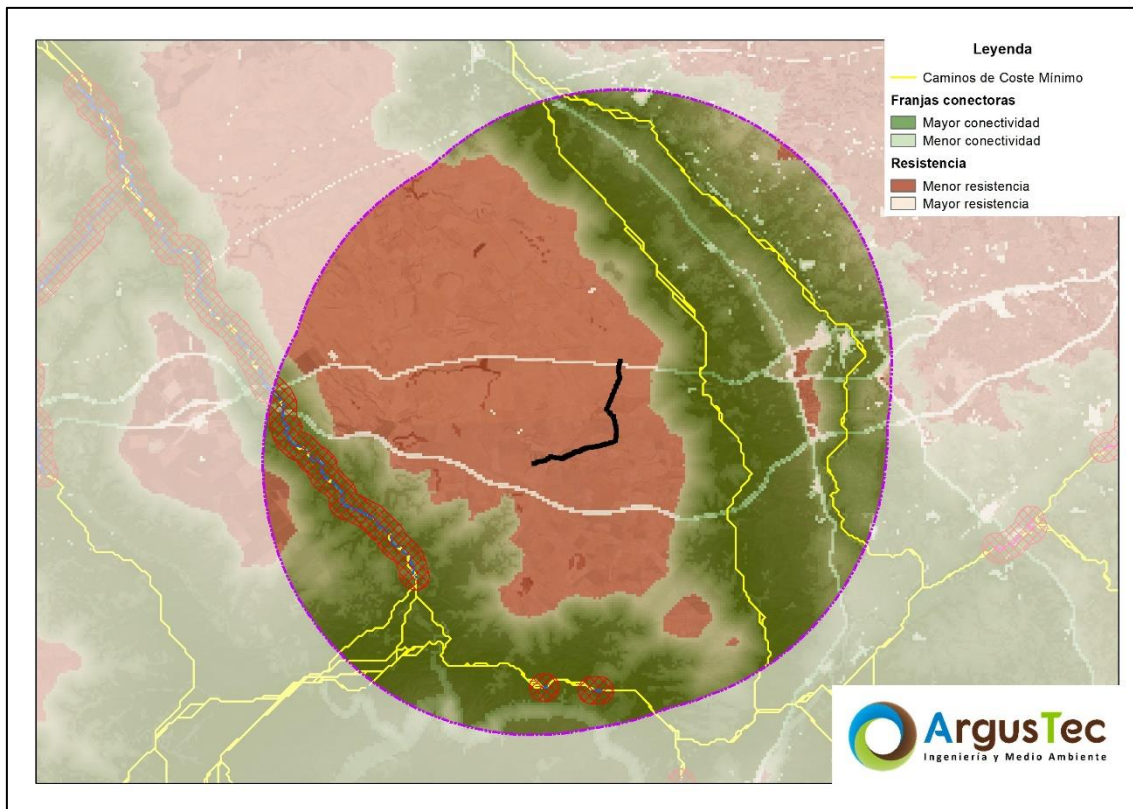 Leyenda
Caminos de Coste Mínimo
Franjas conectoras
Mayor conectividad
Menor conectividad
Resistencia
Menor resistencia
Mayor resistencia
ArgusTec
Ingeniería y Medio Ambiente